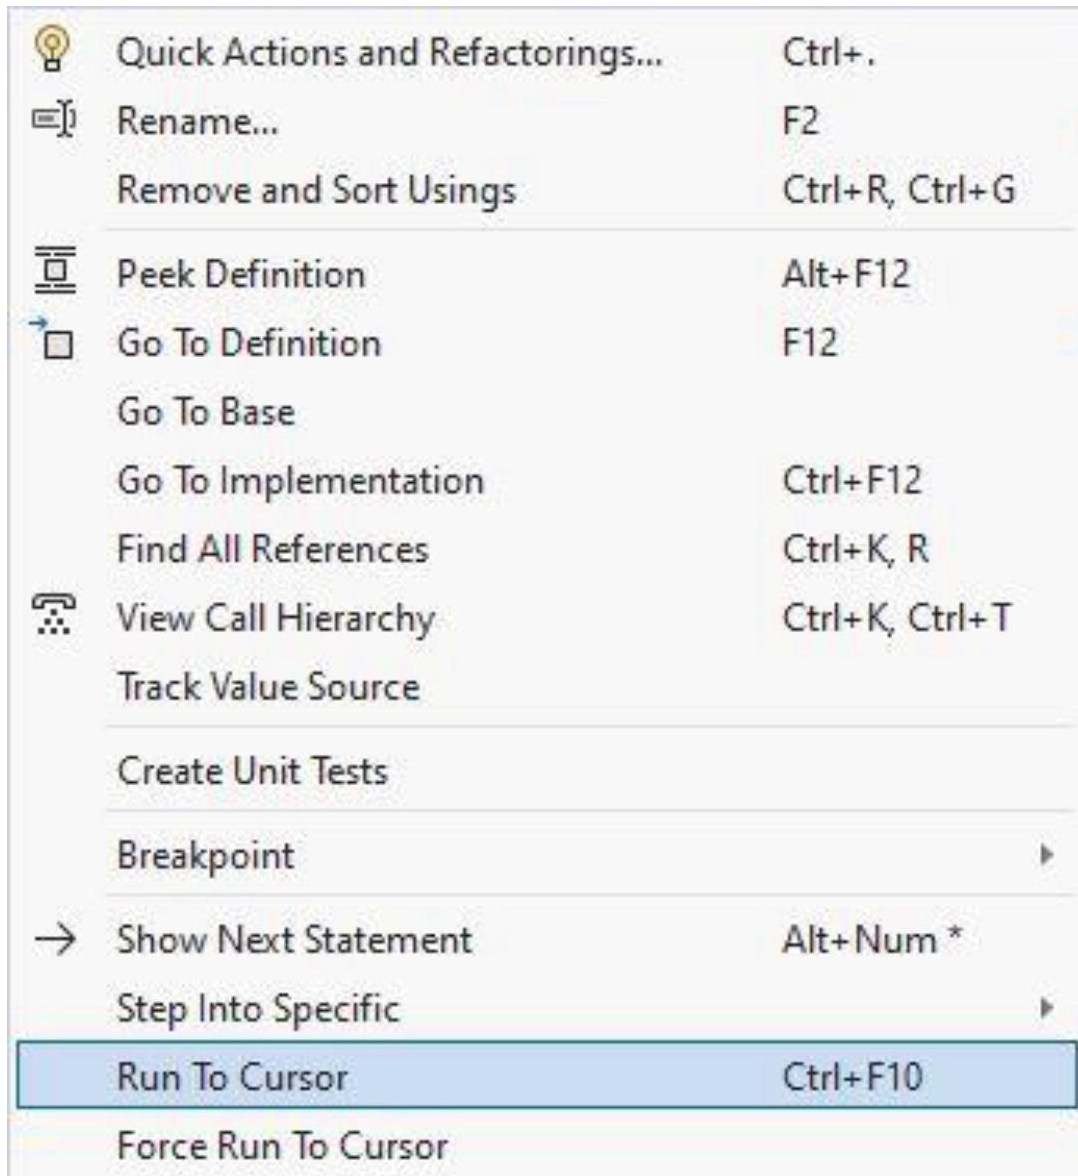 Quick Actions and Refactorings... Ctrl+.
Rename... F2
Remove and Sort Usings Ctrl+R, Ctrl+G
Peek Definition Alt+F12
Go To Definition F12
Go To Base
Go To Implementation Ctrl+F12
Find All References Ctrl+K, R
View Call Hierarchy Ctrl+K, Ctrl+T
Track Value Source
Create Unit Tests
Breakpoint
Show Next Statement Alt+Num *
Step Into Specific
Run To Cursor Ctrl+F10
Force Run To Cursor